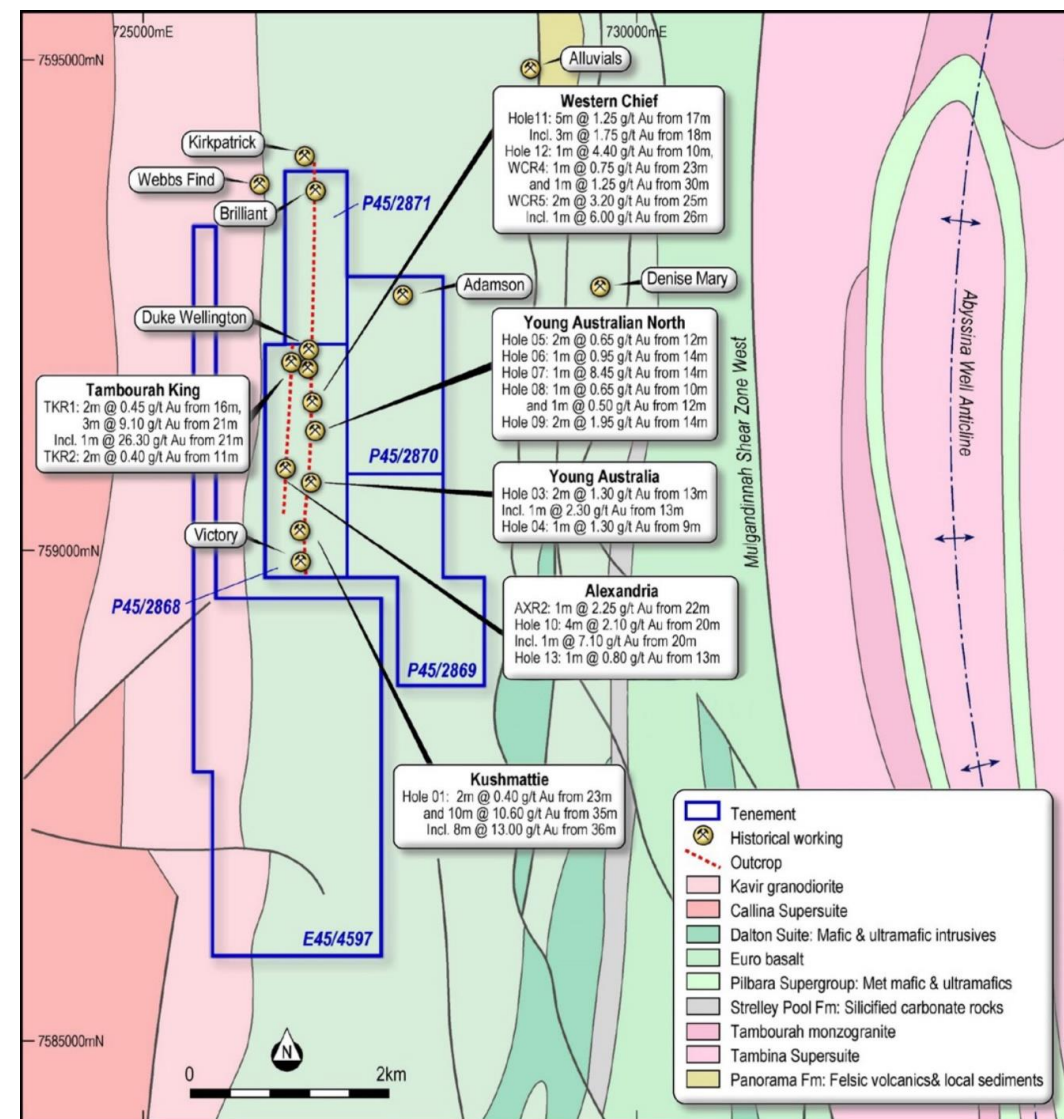 725000mE
730000mE
7595000mN
Alluvials
Western Chief
Hole11: 5m @ 1.25 g/t Au from 17m
Incl. 3m @ 1.75 g/t Au from 18m
Hole 12: 1m @ 4.40 g/t Au from 10m,
WCR4: 1m @ 0.75 g/t Au from 23m
and 1m @ 1.25 g/t Au from 30m
WCR5: 2m @ 3.20 g/t Au from 25m
Incl. 1m @ 6.00 g/t Au from 26m
Kirkpatrick
Webbs Find
Brilliant
P45/2871
Adamson
Denise Mary
Duke Wellington
Young Australian North
Hole 05: 2m @ 0.65 g/t Au from 12m
Hole 06: 1m @ 0.95 g/t Au from 14m
Hole 07: 1m @ 8.45 g/t Au from 14m
Hole 08: 1m @ 0.65 g/t Au from 10m
and 1m @ 0.50 g/t Au from 12m
Hole 09: 2m @ 1.95 g/t Au from 14m
Tambourah King
TKR1: 2m @ 0.45 g/t Au from 16m,
3m @ 9.10 g/t Au from 21m
Incl. 1m @ 26.30 g/t Au from 21m
TKR2: 2m @ 0.40 g/t Au from 11m
P45/2870
Young Australia
Hole 03: 2m @ 1.30 g/t Au from 13m
Incl. 1m @ 2.30 g/t Au from 13m
Hole 04: 1m @ 1.30 g/t Au from 9m
Mulgandinnah Shear Zone West
Abyssina Well Anticline
Victory
759000mN
P45/2868
Alexandria
AXR2: 1m @ 2.25 g/t Au from 22m
Hole 10: 4m @ 2.10 g/t Au from 20m
Incl. 1m @ 7.10 g/t Au from 20m
Hole 13: 1m @ 0.80 g/t Au from 13m
P45/2869
Kushmattie
Hole 01: 2m @ 0.40 g/t Au from 23m
and 10m @ 10.60 g/t Au from 35m
Incl. 8m @ 13.00 g/t Au from 36m
E45/4597
7585000mN
N
0 2km
Tenement
Historical working
Outcrop
Kavir granodiorite
Callina Supersuite
Dalton Suite: Mafic & ultramafic intrusives
Euro basalt
Pilbara Supergroup: Met mafic & ultramafics
Strelley Pool Fm: Silicified carbonate rocks
Tambourah monzogranite
Tambina Supersuite
Panorama Fm: Felsic volcanics& local sediments